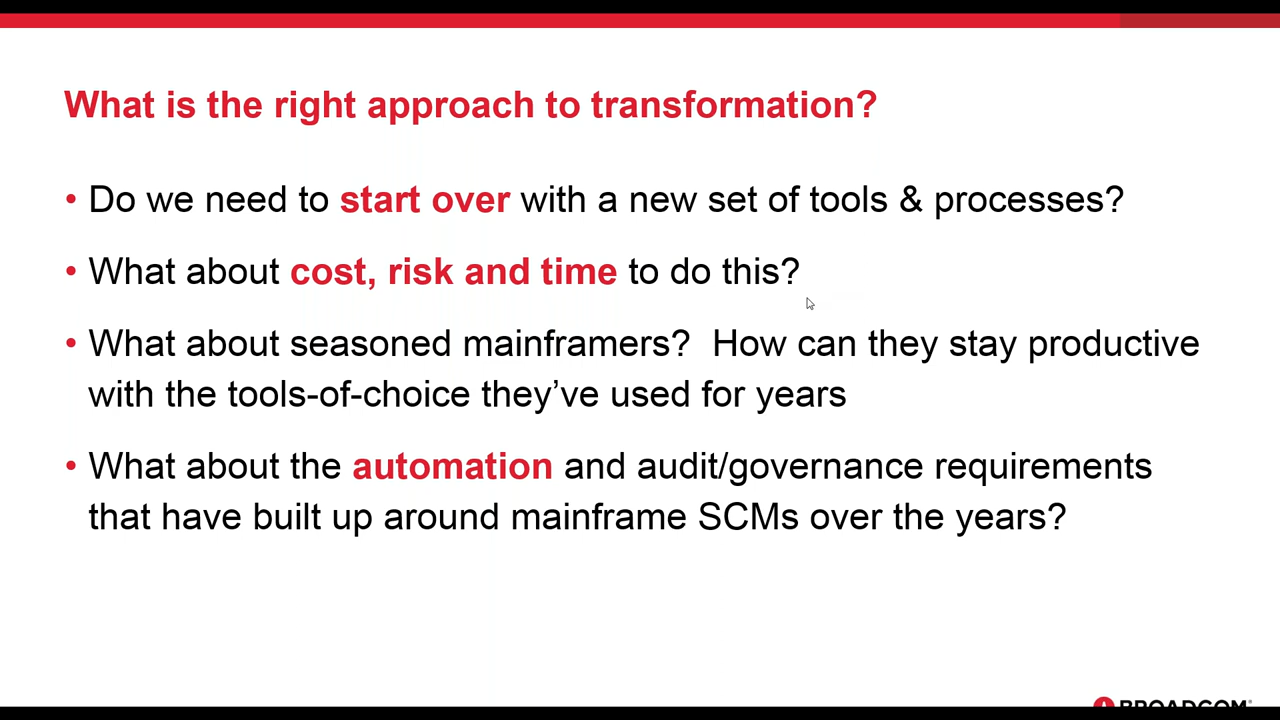 What is the right approach to transformation?
• Do we need to start over with a new set of tools & processes?
• What about cost, risk and time to do this?
• What about seasoned mainframers?  How can they stay productive
with the tools-of-choice they’ve used for years
• What about the automation and audit/governance requirements
that have built up around mainframe SCMs over the years?
BROADCOM®